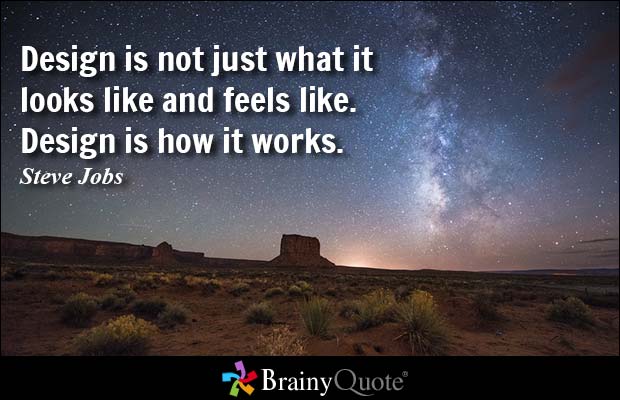 Design is not just what it
looks like and feels like.
Design is how it works.
Steve Jobs
BrainyQuote®